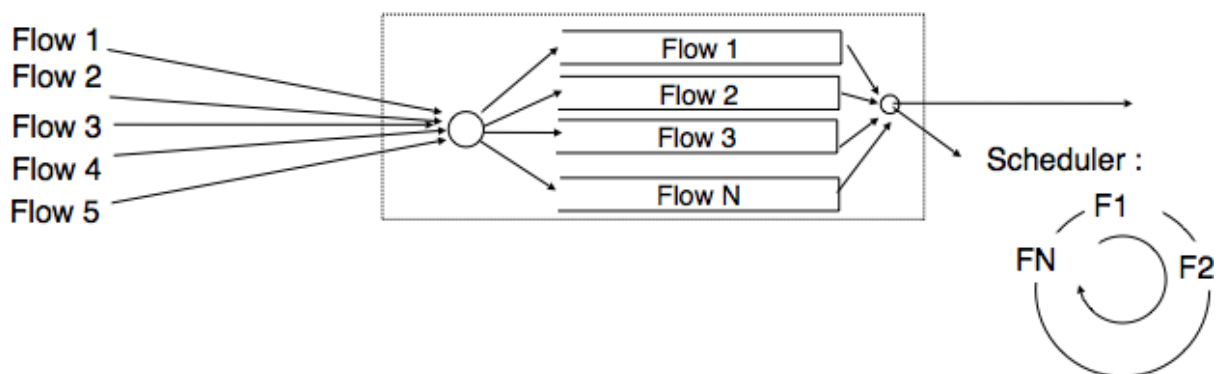 Flow 1
Flow 2
Flow 3
Flow 4
Flow 5
Flow 1
Flow 2
Flow 3
Flow N
Scheduler :
F1
FN
F2